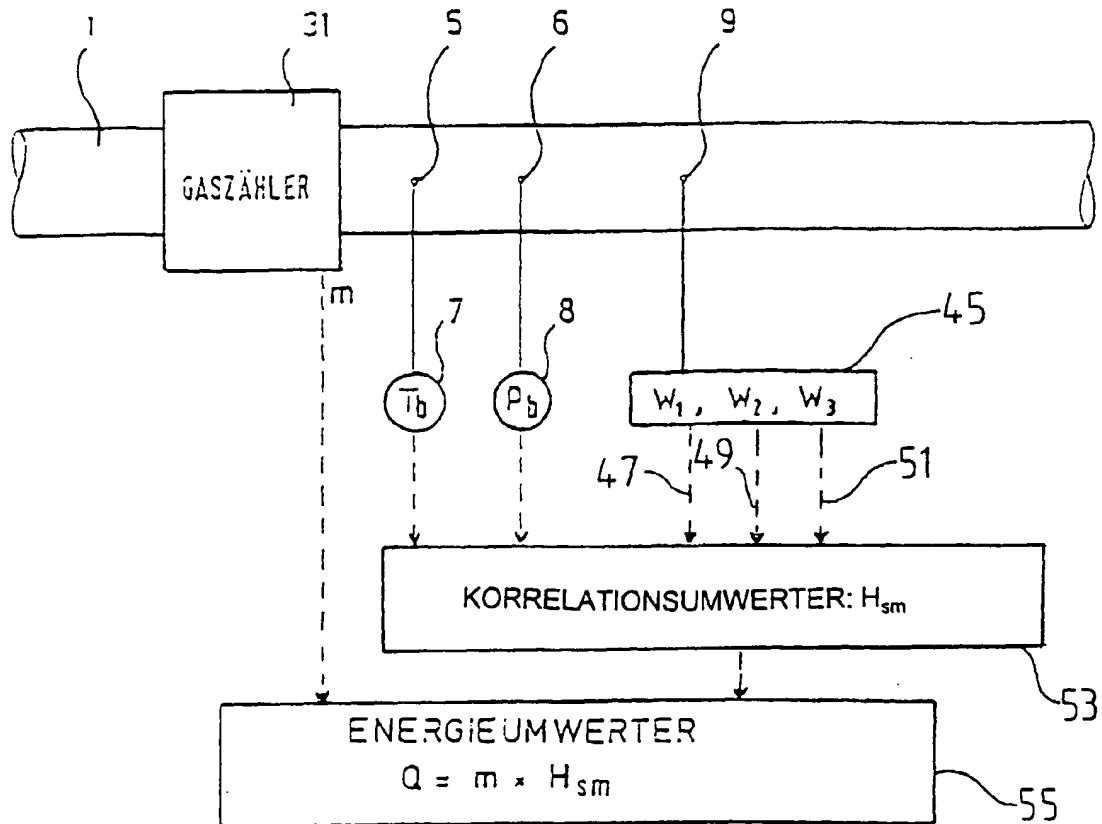 1 31 5 6 9
GASZÄHLER
m
7 8 45
Tb Pb W₁, W₂, W₃
47 49 51
KORRELATIONSUMWERTER: Hsm
53
ENERGIEUMWERTER
Q = m × Hsm
55